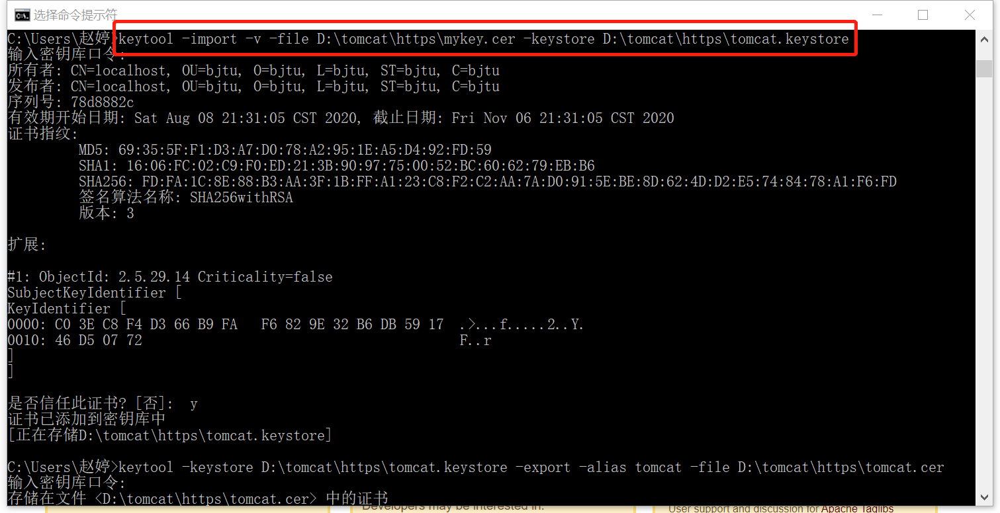 选择命令提示符
C:\Users\赵婷>keytool -import -v -file D:\tomcat\https\mykey.cer -keystore D:\tomcat\https\tomcat.keystore
输入密钥库口令:
所有者: CN=localhost, OU=bjtu, O=bjtu, L=bjtu, ST=bjtu, C=bjtu
发布者: CN=localhost, OU=bjtu, O=bjtu, L=bjtu, ST=bjtu, C=bjtu
序列号: 78d8882c
有效期开始日期: Sat Aug 08 21:31:05 CST 2020, 截止日期: Fri Nov 06 21:31:05 CST 2020
证书指纹:
MD5: 69:35:5F:F1:D3:A7:D0:78:A2:95:1E:A5:D4:92:FD:59
SHA1: 16:06:FC:02:C9:F0:ED:21:3B:90:97:75:00:52:BC:60:62:79:EB:B6
SHA256: FD:FA:1C:8E:88:B3:AA:3F:1B:FF:A1:23:C8:F2:C2:AA:7A:D0:91:5E:BE:8D:62:4D:D2:E5:74:84:78:A1:F6:FD
签名算法名称: SHA256withRSA
版本: 3
扩展:
#1: ObjectId: 2.5.29.14 Criticality=false
SubjectKeyIdentifier [
KeyIdentifier [
0000: C0 3E C8 F4 D3 66 B9 FA   F6 82 9E 32 B6 DB 59 17  .>...f.....2..Y.
0010: 46 D5 07 72                                        F..r
]
]
是否信任此证书? [否]:  y
证书已添加到密钥库中
[正在存储D:\tomcat\https\tomcat.keystore]
C:\Users\赵婷>keytool -keystore D:\tomcat\https\tomcat.keystore -export -alias tomcat -file D:\tomcat\https\tomcat.cer
输入密钥库口令:
存储在文件 <D:\tomcat\https\tomcat.cer> 中的证书
Developers may be interested in:
User support and discussion for Apache Taglibs